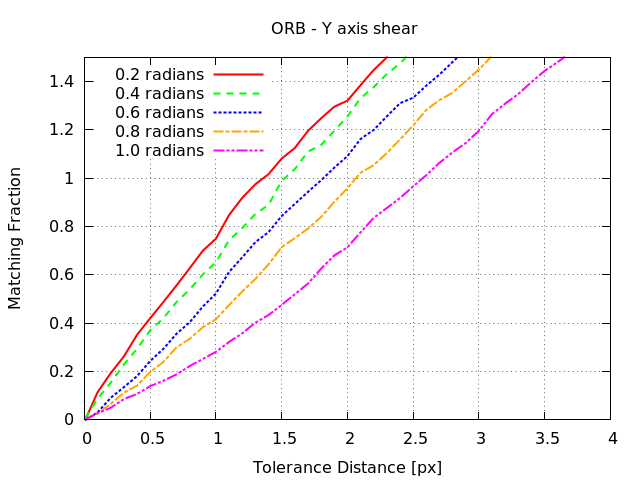 ORB - Y axis shear
0.2 radians
0.4 radians
0.6 radians
0.8 radians
1.0 radians
Matching Fraction
1.4
1.2
1
0.8
0.6
0.4
0.2
0
0 0.5 1 1.5 2 2.5 3 3.5 4
Tolerance Distance [px]